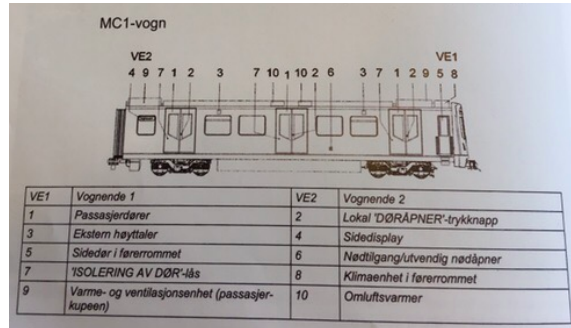 MC1-vogn
VE2 VE1
4 9 7 1 2 3 7 10 1 10 2 6 3 7 1 2 9 5 8
VE1 Vognende 1 VE2 Vognende 2
1 Passasjerdører 2 Lokal 'DØRÅPNER'-trykknapp
3 Ekstern høyttaler 4 Sidedisplay
5 Sidedør i førerrommet 6 Nødtilgang/utvendig nødåpner
7 'ISOLERING AV DØR'-lås 8 Klimaenhet i førerrommet
9 Varme- og ventilasjonsenhet (passasjer- 10 Omluftsvarmer
kupeen)